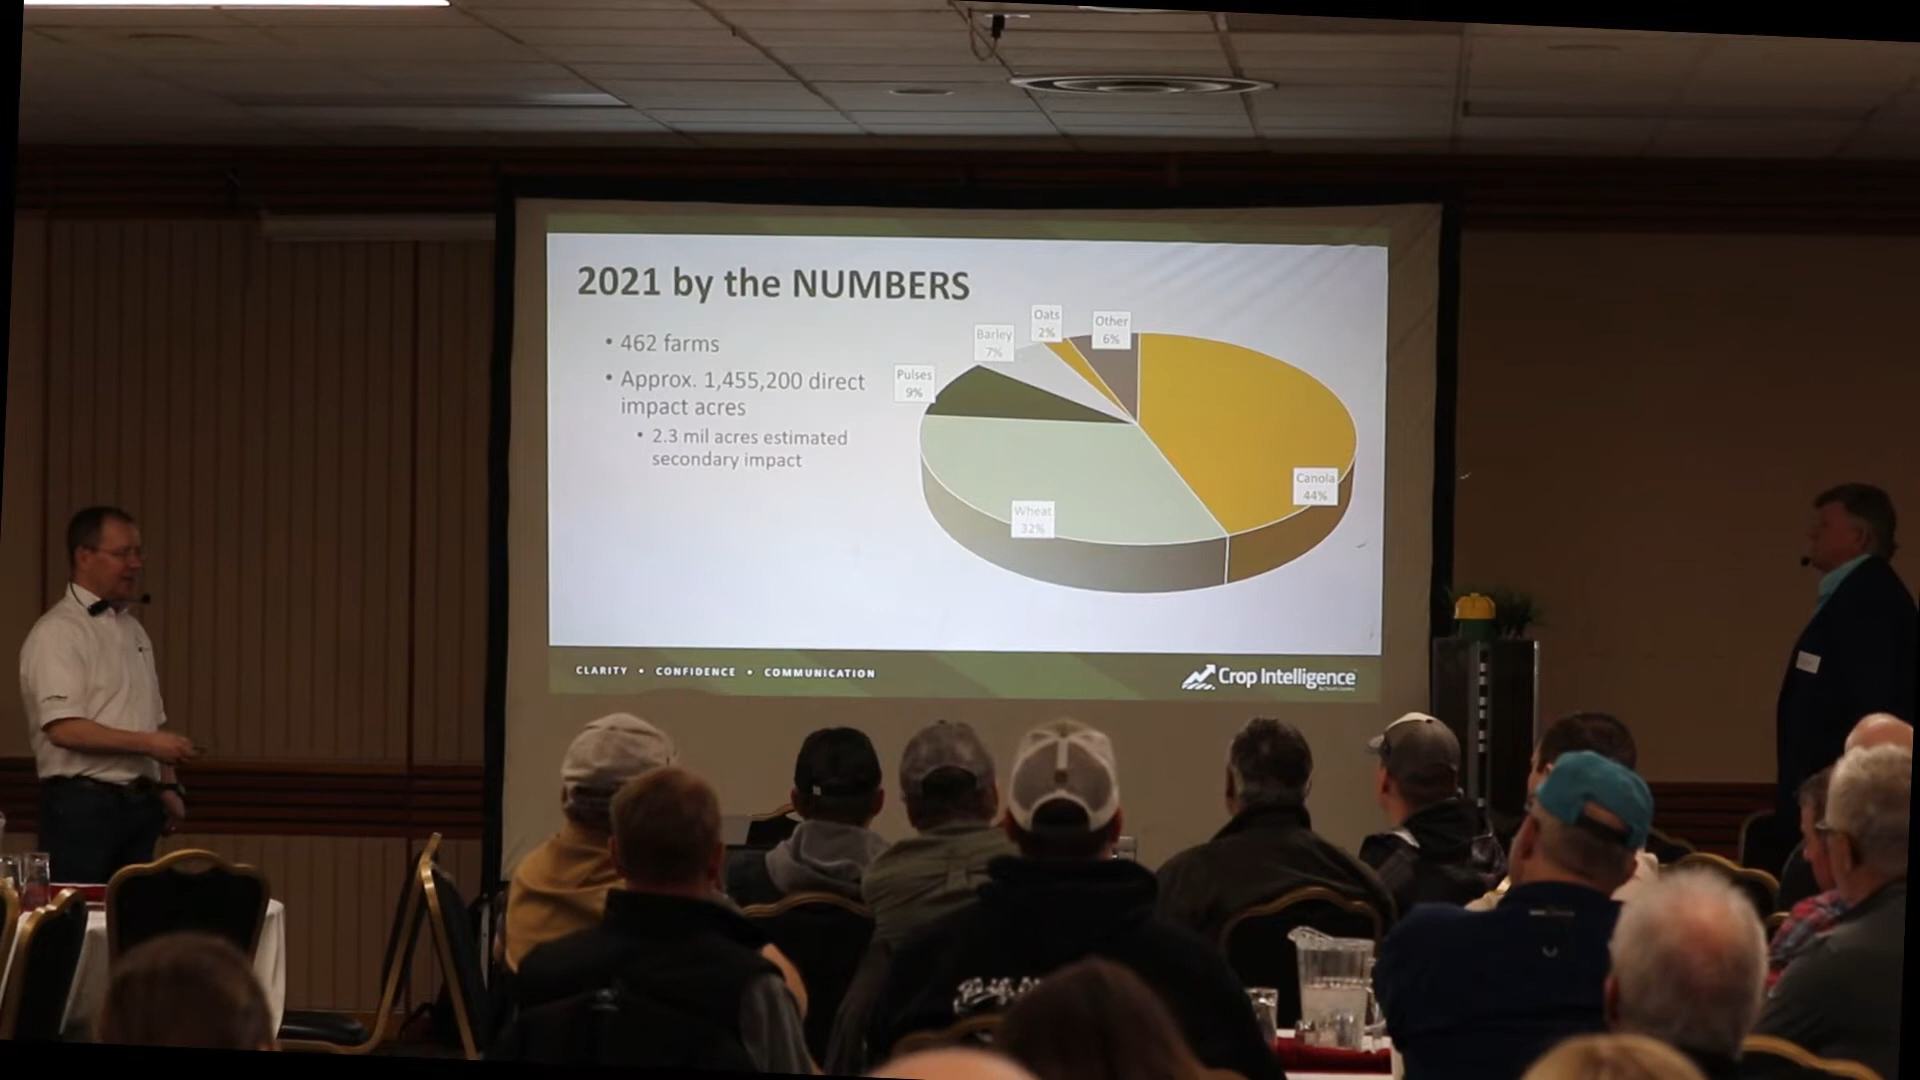 2021 by the NUMBERS
• 462 farms
• Approx. 1,455,200 direct
impact acres
• 2.3 mil acres estimated
secondary impact
Oats
2%
Other
6%
Barley
7%
Pulses
9%
Canola
44%
Wheat
32%
CLARITY • CONFIDENCE • COMMUNICATION
Crop Intelligence